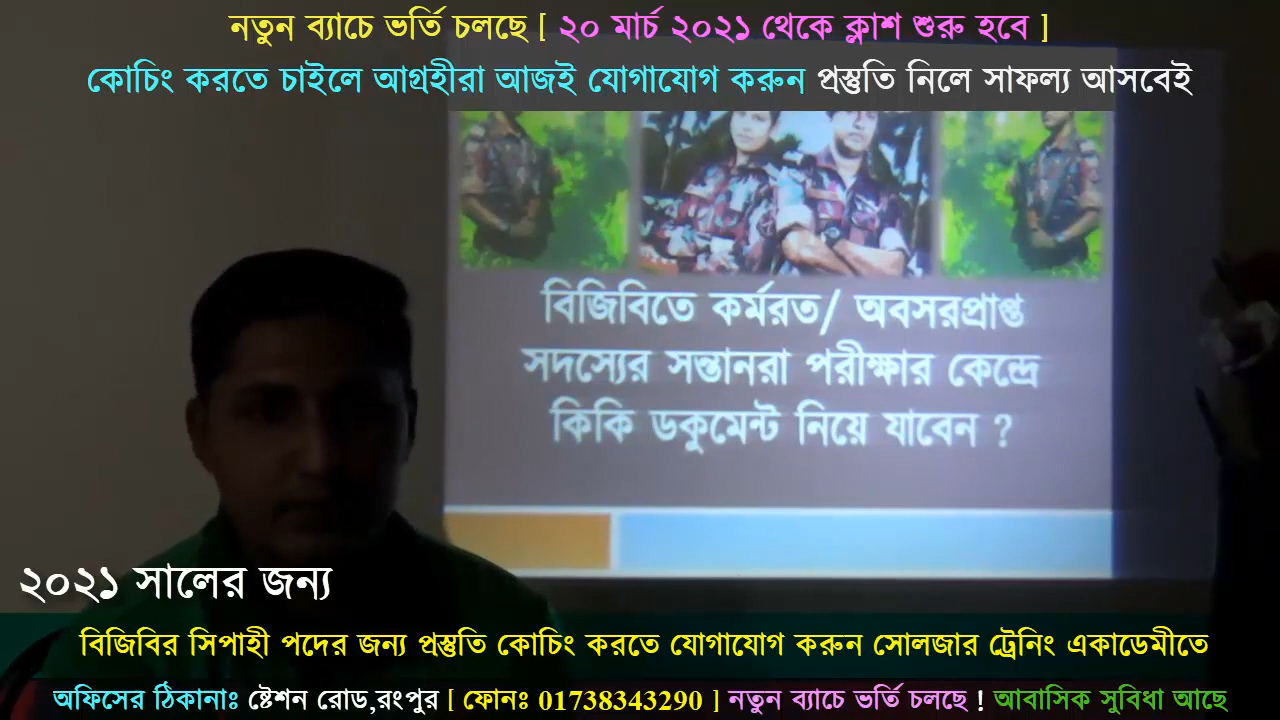 নতুন ব্যাচে ভর্তি চলছে [ ২০ মার্চ ২০২১ থেকে ক্লাশ শুরু হবে ]
কোচিং করতে চাইলে আগ্রহীরা আজই যোগাযোগ করুন প্রস্তুতি নিলে সাফল্য আসবেই
বিজিবিতে কর্মরত/ অবসরপ্রাপ্ত
সদস্যের সন্তানরা পরীক্ষার কেন্দ্রে
কিকি ডকুমেন্ট নিয়ে যাবেন ?
২০২১ সালের জন্য
বিজিবির সিপাহী পদের জন্য প্রস্তুতি কোচিং করতে যোগাযোগ করুন সোলজার ট্রেনিং একাডেমীতে
অফিসের ঠিকানাঃ ষ্টেশন রোড,রংপুর [ ফোনঃ 01738343290 ] নতুন ব্যাচে ভর্তি চলছে ! আবাসিক সুবিধা আছে